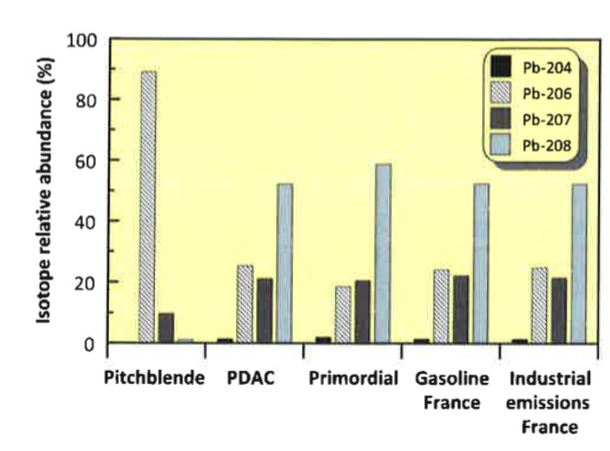 Isotope relative abundance (%)
100
80
60
40
20
0
Pb-204
Pb-206
Pb-207
Pb-208
Pitchblende PDAC Primordial Gasoline France Industrial emissions France